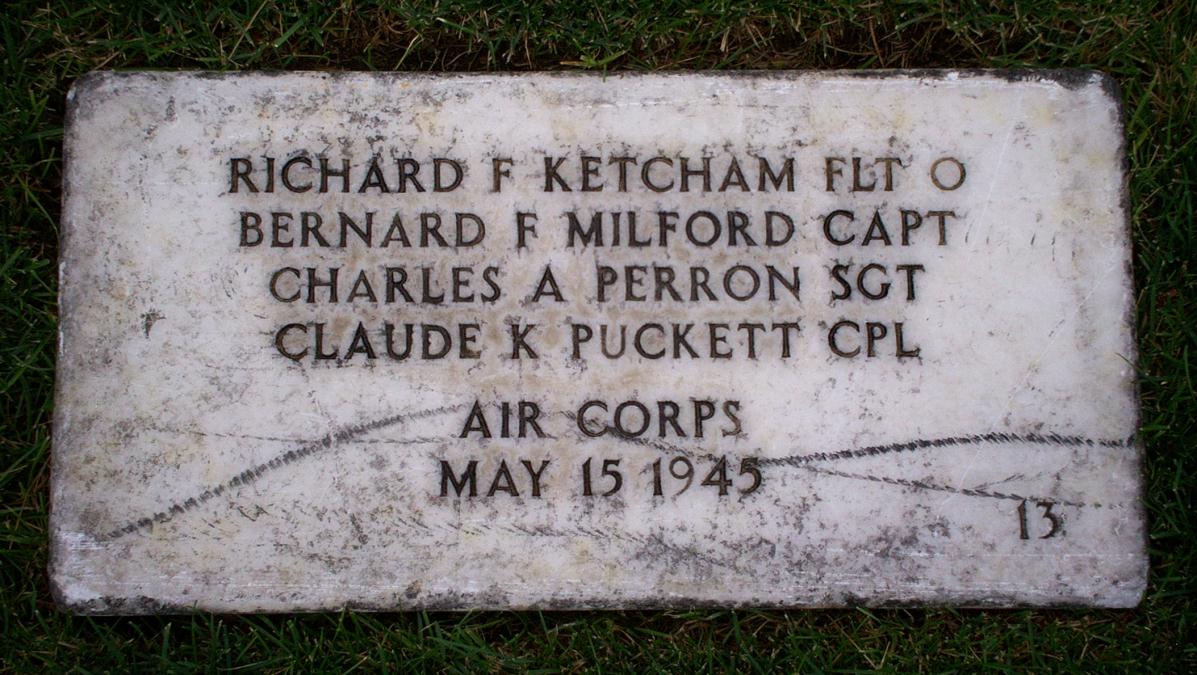 RICHARD F KETCHAM FLT O
BERNARD F MILFORD CAPT
CHARLES A PERRON SGT
CLAUDE K PUCKETT CPL
AIR CORPS
MAY 15 1945
13